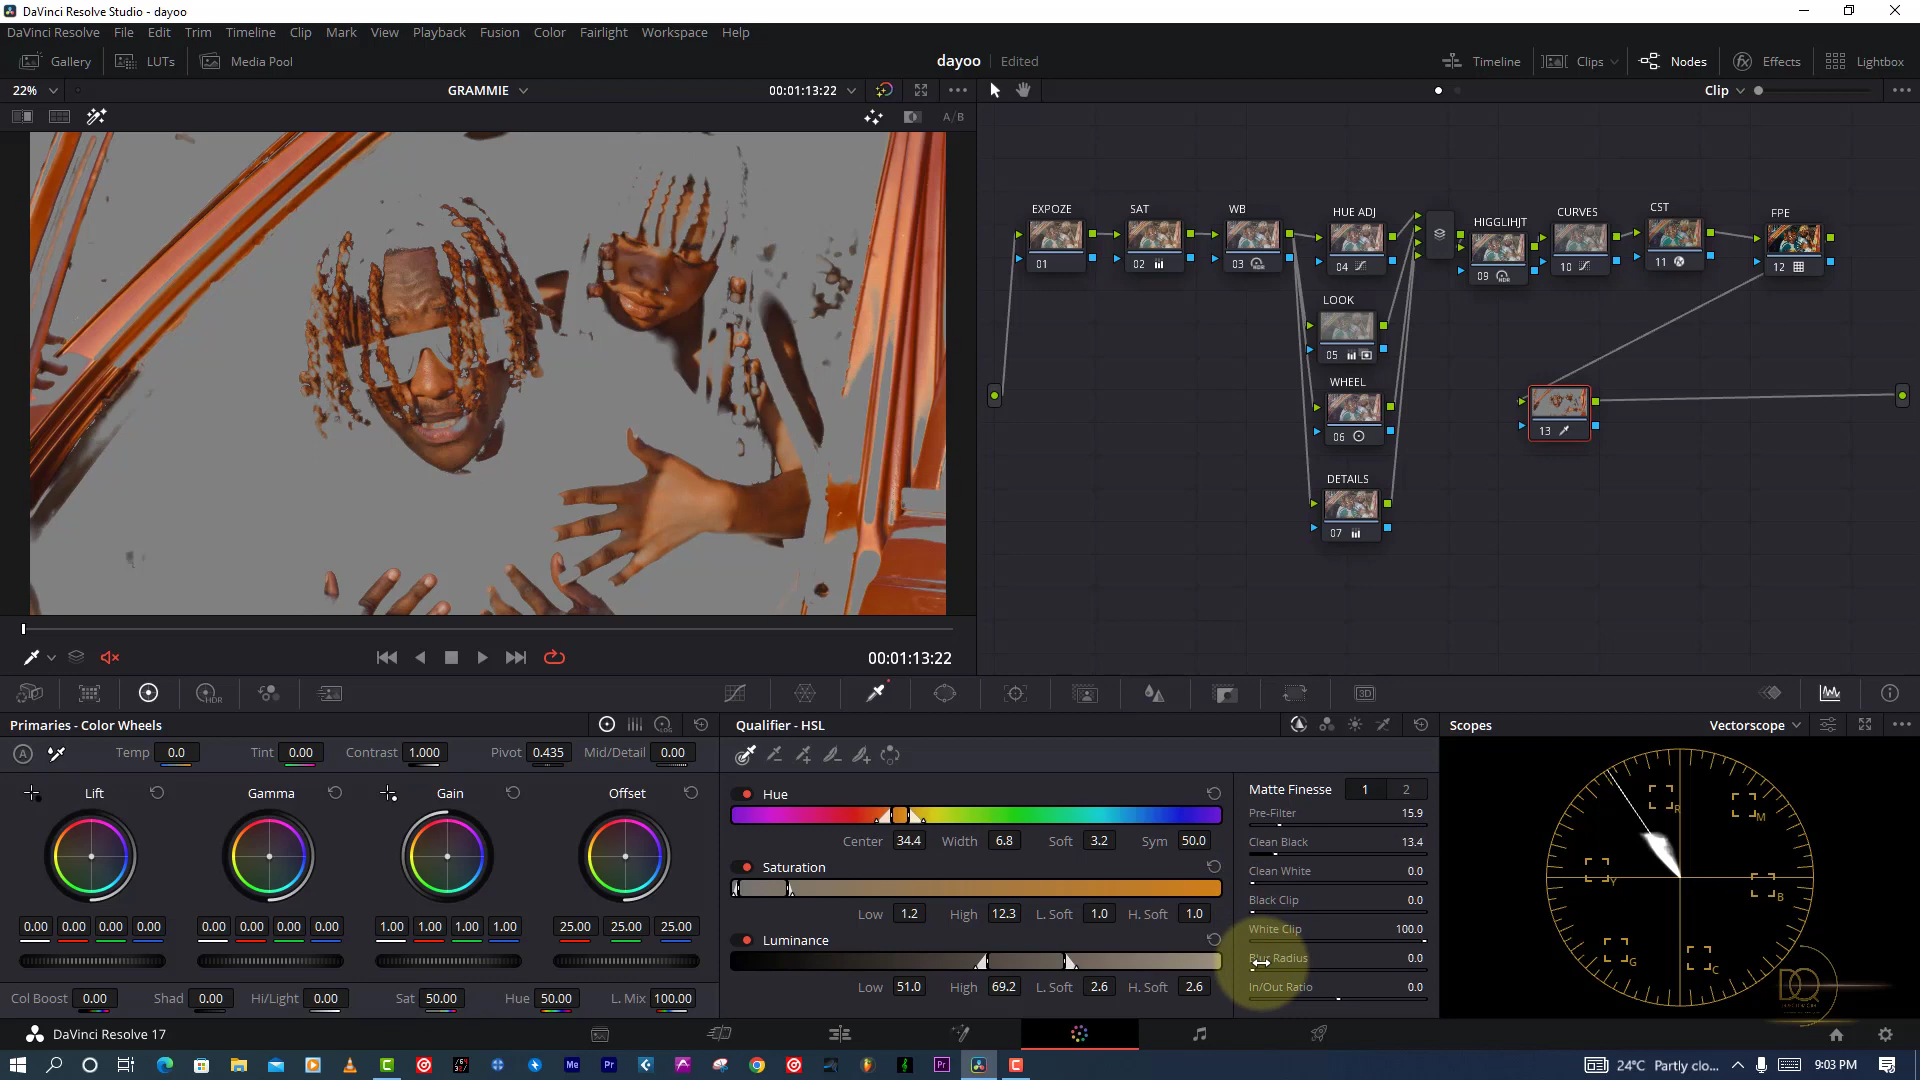 DaVinci Resolve Studio - dayoo
DaVinci Resolve File Edit Trim Timeline Clip Mark View Playback Fusion Color Fairlight Workspace Help
Gallery LUTs Media Pool dayoo Edited Timeline Clips Nodes Effects Lightbox
22% GRAMMIE 00:01:13:22 Clip
A/B
EXPOZE SAT WB HUE ADJ HIGGLIHJT CURVES CST FPE
01 02 03 04 09 10 11 12
LOOK
05
WHEEL
06
13
DETAILS
07
00:01:13:22
HDR
3D
Primaries - Color Wheels
LOG
Qualifier - HSL
Scopes Vectorscope
A Temp 0.0 Tint 0.00 Contrast 1.000 Pivot 0.435 Mid/Detail 0.00
Lift Gamma Gain Offset
0.00 0.00 0.00 0.00 0.00 0.00 0.00 0.00 1.00 1.00 1.00 1.00 25.00 25.00 25.00
Col Boost 0.00 Shad 0.00 Hi/Light 0.00 Sat 50.00 Hue 50.00 L. Mix 100.00
Hue
Center 34.4 Width 6.8 Soft 3.2 Sym 50.0
Saturation
Low 1.2 High 12.3 L. Soft 1.0 H. Soft 1.0
Luminance
Low 51.0 High 69.2 L. Soft 2.6 H. Soft 2.6
Matte Finesse 1 2
Pre-Filter 15.9
Clean Black 13.4
Clean White 0.0
Black Clip 0.0
White Clip 100.0
Blur Radius 0.0
In/Out Ratio 0.0
R M Y B G C
DQ
DaVinci Resolve 17
Me Pr Pr
24°C Partly clo... 9:03 PM